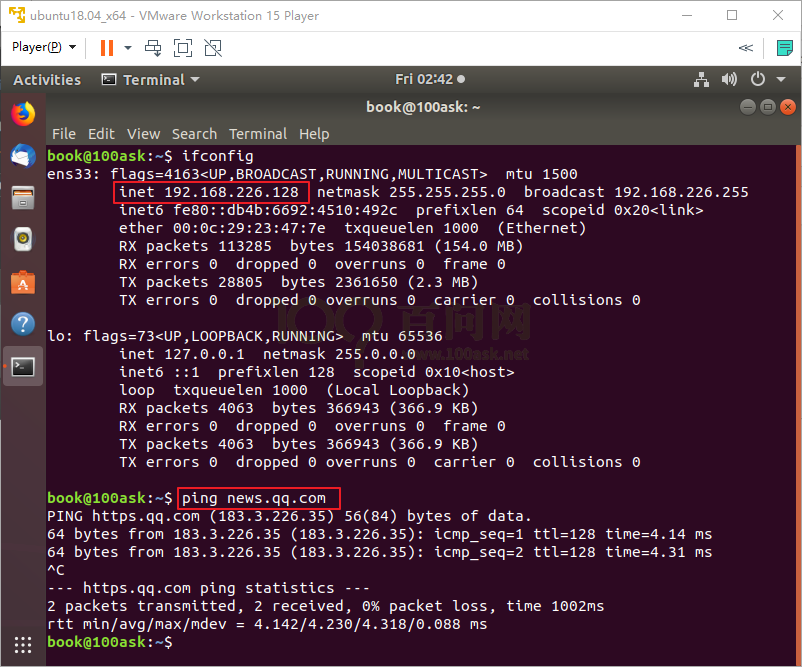 ubuntu18.04_x64 - VMware Workstation 15 Player
Player(P)
Activities Terminal Fri 02:42
book@100ask: ~
File Edit View Search Terminal Help
book@100ask:~$ ifconfig
ens33: flags=4163<UP,BROADCAST,RUNNING,MULTICAST>  mtu 1500
        inet 192.168.226.128  netmask 255.255.255.0  broadcast 192.168.226.255
        inet6 fe80::db4b:6692:4510:492c  prefixlen 64  scopeid 0x20<link>
        ether 00:0c:29:23:47:7e  txqueuelen 1000  (Ethernet)
        RX packets 113285  bytes 154038681 (154.0 MB)
        RX errors 0  dropped 0  overruns 0  frame 0
        TX packets 28805  bytes 2361650 (2.3 MB)
        TX errors 0  dropped 0 overruns 0  carrier 0  collisions 0
lo: flags=73<UP,LOOPBACK,RUNNING>  mtu 65536
        inet 127.0.0.1  netmask 255.0.0.0
        inet6 ::1  prefixlen 128  scopeid 0x10<host>
        loop  txqueuelen 1000  (Local Loopback)
        RX packets 4063  bytes 366943 (366.9 KB)
        RX errors 0  dropped 0  overruns 0  frame 0
        TX packets 4063  bytes 366943 (366.9 KB)
        TX errors 0  dropped 0 overruns 0  carrier 0  collisions 0
百问网
www.100ask.net
book@100ask:~$ ping news.qq.com
PING https.qq.com (183.3.226.35) 56(84) bytes of data.
64 bytes from 183.3.226.35 (183.3.226.35): icmp_seq=1 ttl=128 time=4.14 ms
64 bytes from 183.3.226.35 (183.3.226.35): icmp_seq=2 ttl=128 time=4.31 ms
^C
--- https.qq.com ping statistics ---
2 packets transmitted, 2 received, 0% packet loss, time 1002ms
rtt min/avg/max/mdev = 4.142/4.230/4.318/0.088 ms
book@100ask:~$